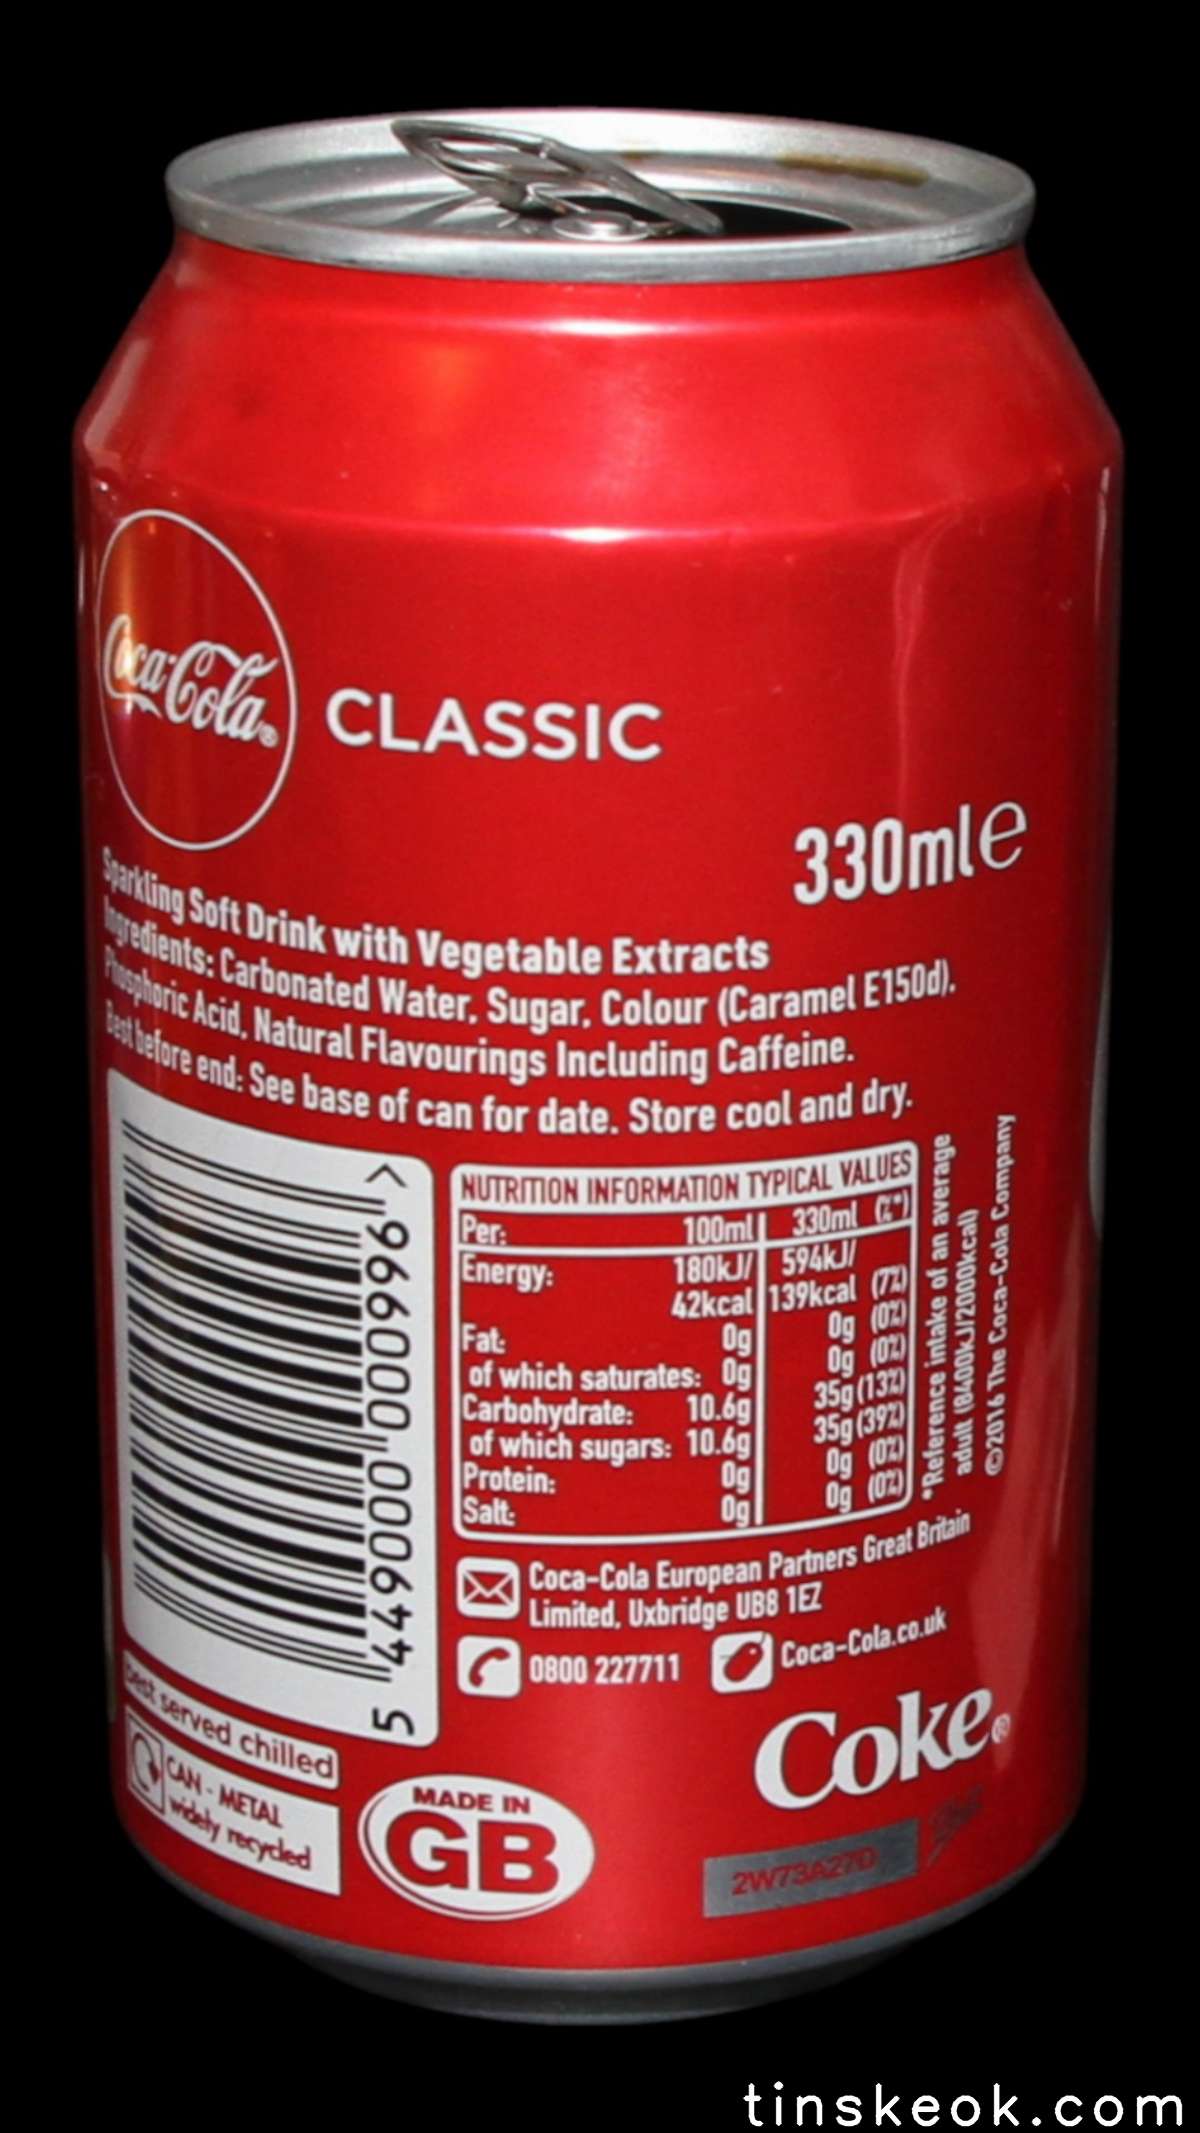 Coca-Cola®
CLASSIC
330ml e
Sparkling Soft Drink with Vegetable Extracts
Ingredients: Carbonated Water, Sugar, Colour (Caramel E150d),
Phosphoric Acid, Natural Flavourings Including Caffeine.
Best before end: See base of can for date. Store cool and dry.
NUTRITION INFORMATION TYPICAL VALUES
Per: 100ml 330ml (%*)
Energy: 180kJ/ 594kJ/
42kcal 139kcal (7%)
Fat: 0g 0g (0%)
of which saturates: 0g 0g (0%)
Carbohydrate: 10.6g 35g (13%)
of which sugars: 10.6g 35g (39%)
Protein: 0g 0g (0%)
Salt: 0g 0g (0%)
*Reference intake of an average
adult (8400kJ/2000kcal)
©2016 The Coca-Cola Company
5 449000 000996 >
Coca-Cola European Partners Great Britain
Limited, Uxbridge UB8 1EZ
0800 227711
Coca-Cola.co.uk
Coke®
best served chilled
CAN - METAL
widely recycled
MADE IN
GB
2W73A27D
tinskeok.com